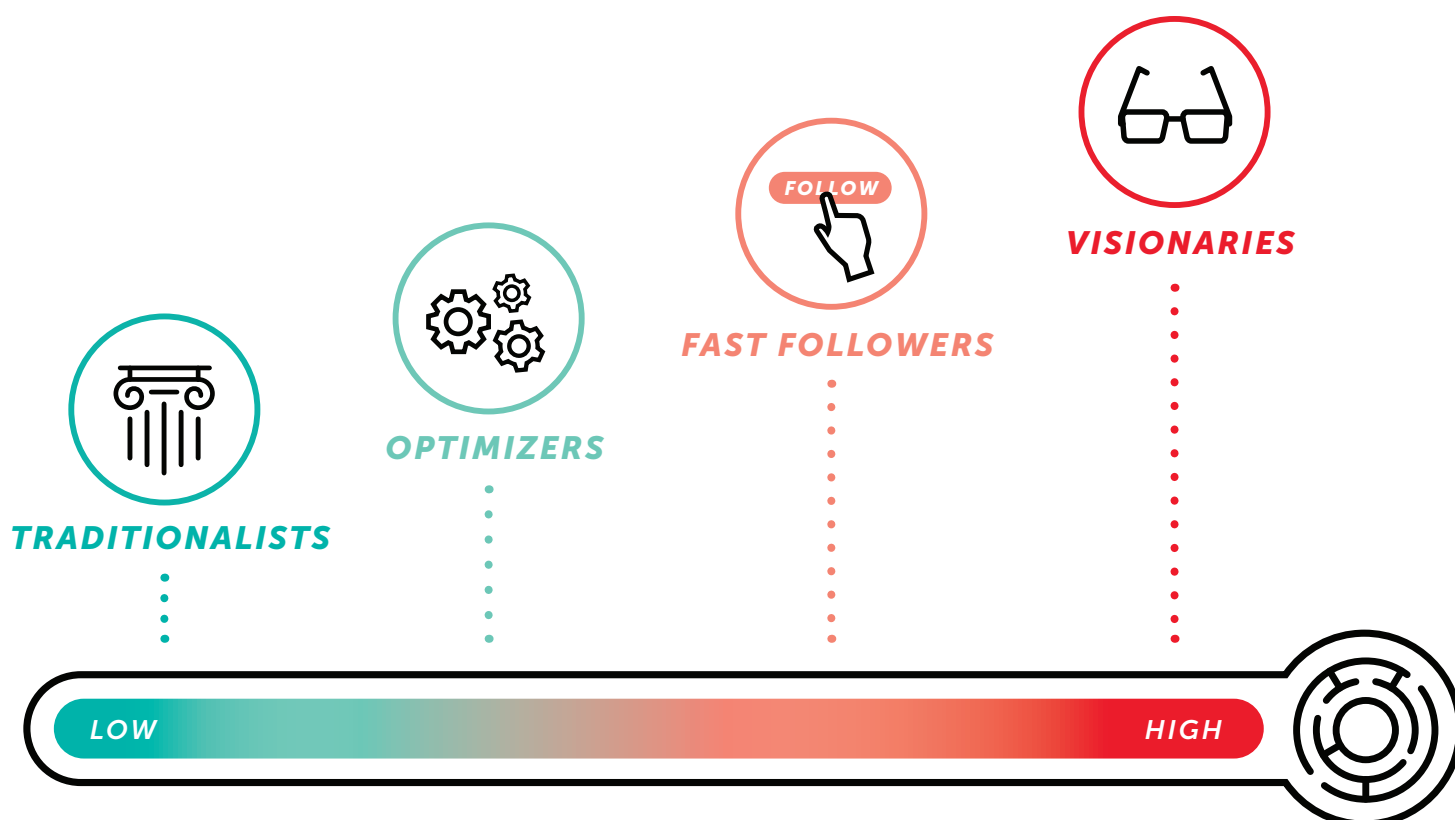 TRADITIONALISTS
OPTIMIZERS
FOLLOW
FAST FOLLOWERS
VISIONARIES
LOW
HIGH